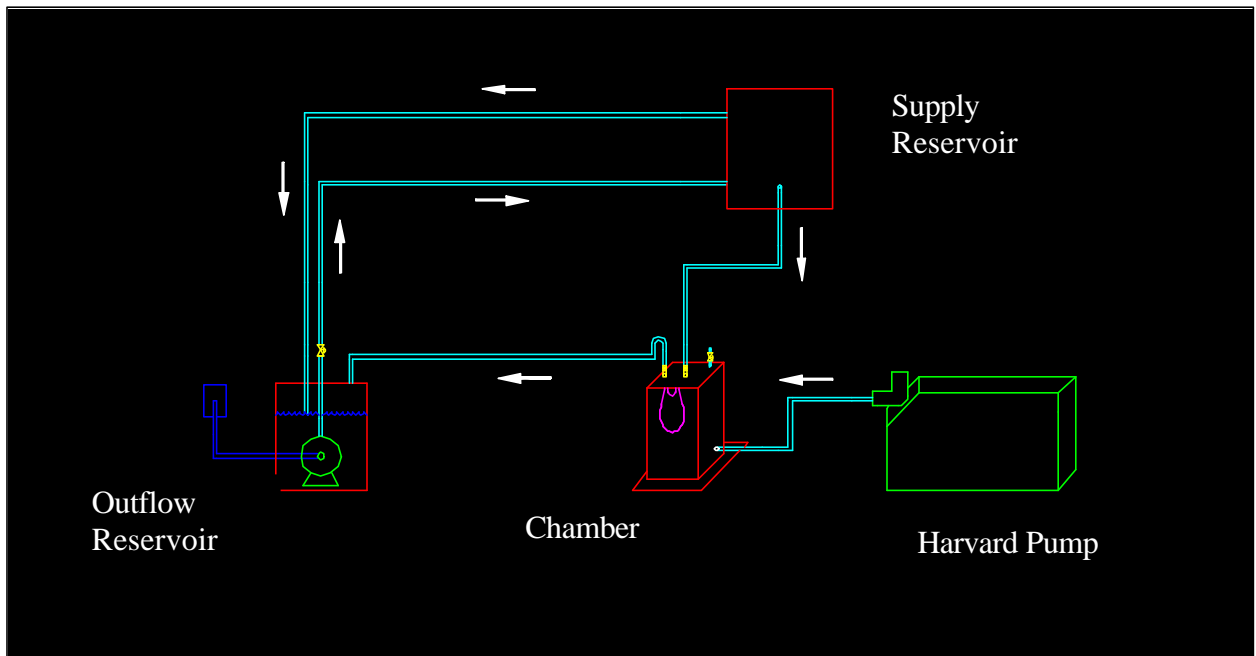 Supply
Reservoir
Outflow
Reservoir
Chamber
Harvard Pump